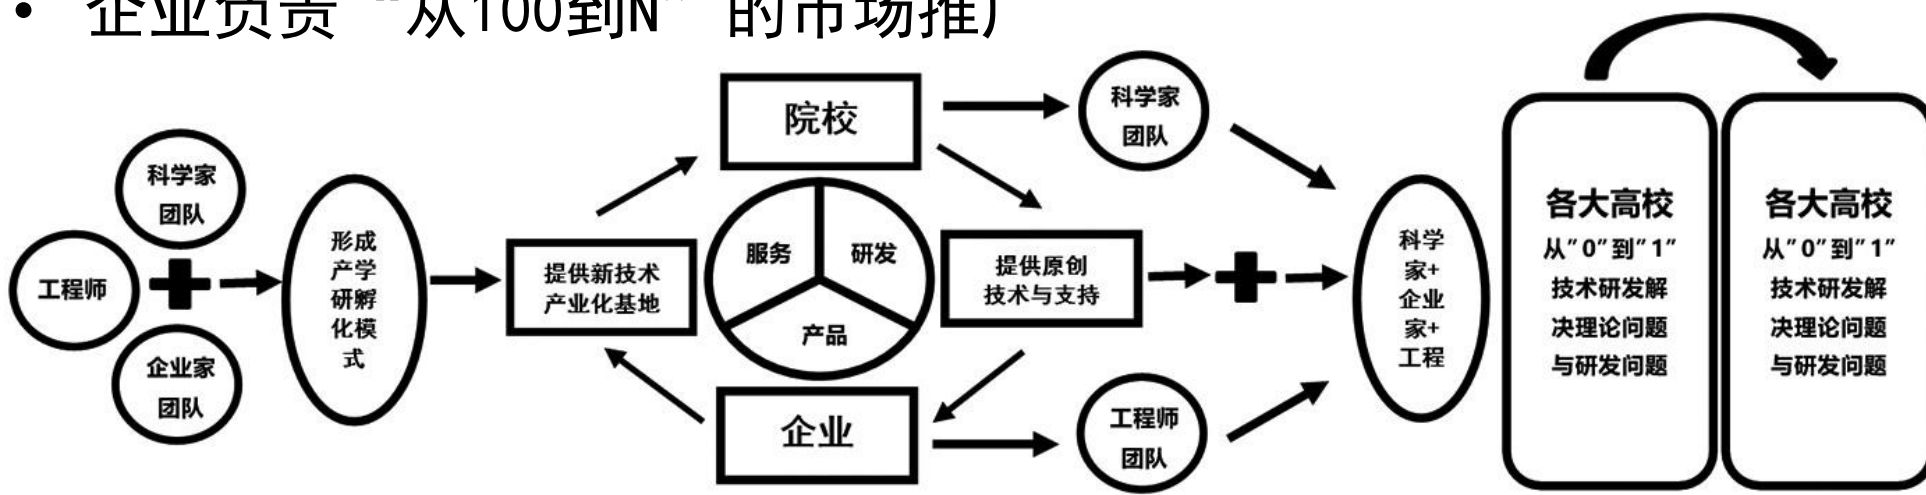 • 企业负责 “从100到N” 的市场推广
科学家
团队
工程师
企业家
团队
形成
产学
研孵
化模
式
提供新技术
产业化基地
院校
服务
研发
产品
企业
提供原创
技术与支持
科学家
团队
工程师
团队
科学
家+
企业
家+
工程
各大高校
从"0"到"1"
技术研发解
决理论问题
与研发问题
各大高校
从"0"到"1"
技术研发解
决理论问题
与研发问题